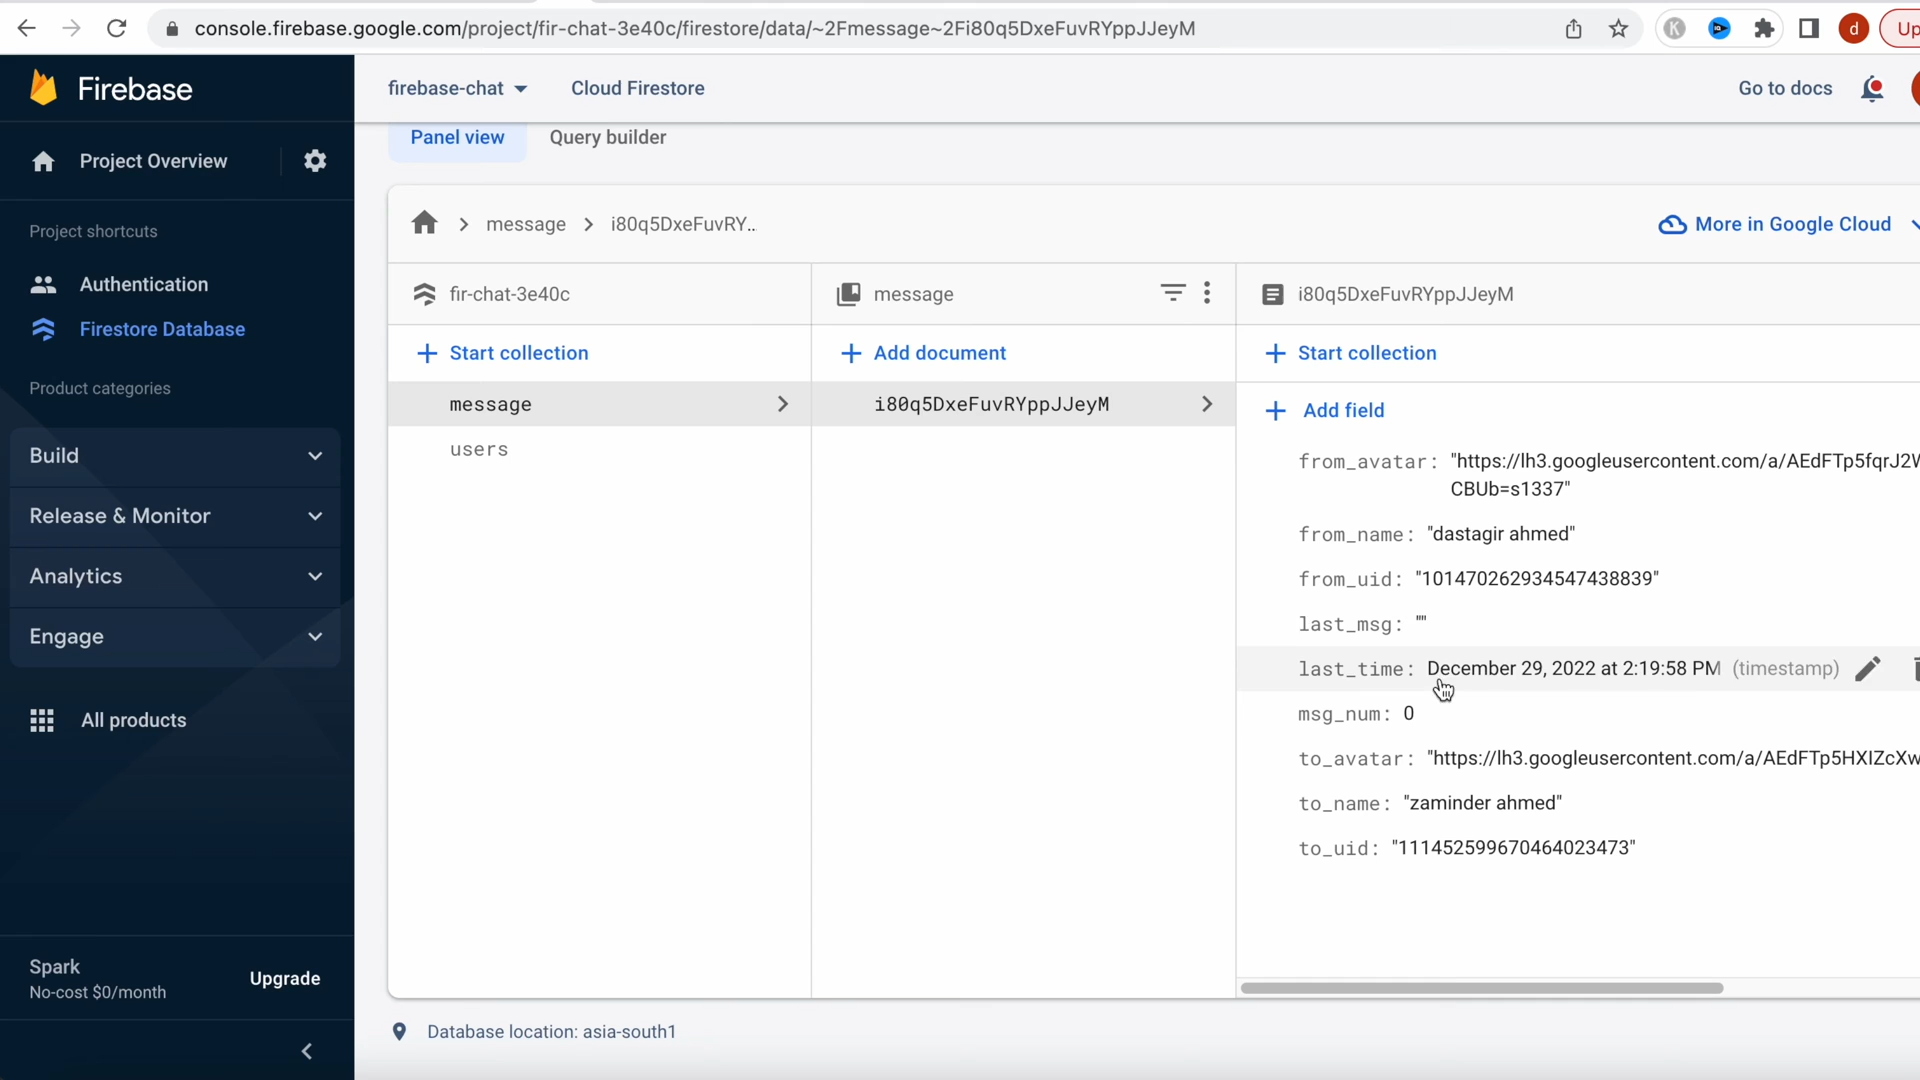 console.firebase.google.com/project/fir-chat-3e40c/firestore/data/~2Fmessage~2Fi80q5DxeFuvRYppJJeyM
K
d
Up
Firebase
firebase-chat
Cloud Firestore
Go to docs
Project Overview
Panel view
Query builder
Project shortcuts
Authentication
Firestore Database
Product categories
Build
Release & Monitor
Analytics
Engage
All products
Spark
No-cost $0/month
Upgrade
message
i80q5DxeFuvRY...
More in Google Cloud
fir-chat-3e40c
Start collection
message
users
message
Add document
i80q5DxeFuvRYppJJeyM
i80q5DxeFuvRYppJJeyM
Start collection
Add field
from_avatar: "https://lh3.googleusercontent.com/a/AEdFTp5fqrJ2W
CBUb=s1337"
from_name: "dastagir ahmed"
from_uid: "101470262934547438839"
last_msg: ""
last_time: December 29, 2022 at 2:19:58 PM (timestamp)
msg_num: 0
to_avatar: "https://lh3.googleusercontent.com/a/AEdFTp5HXIZcXw
to_name: "zaminder ahmed"
to_uid: "111452599670464023473"
Database location: asia-south1